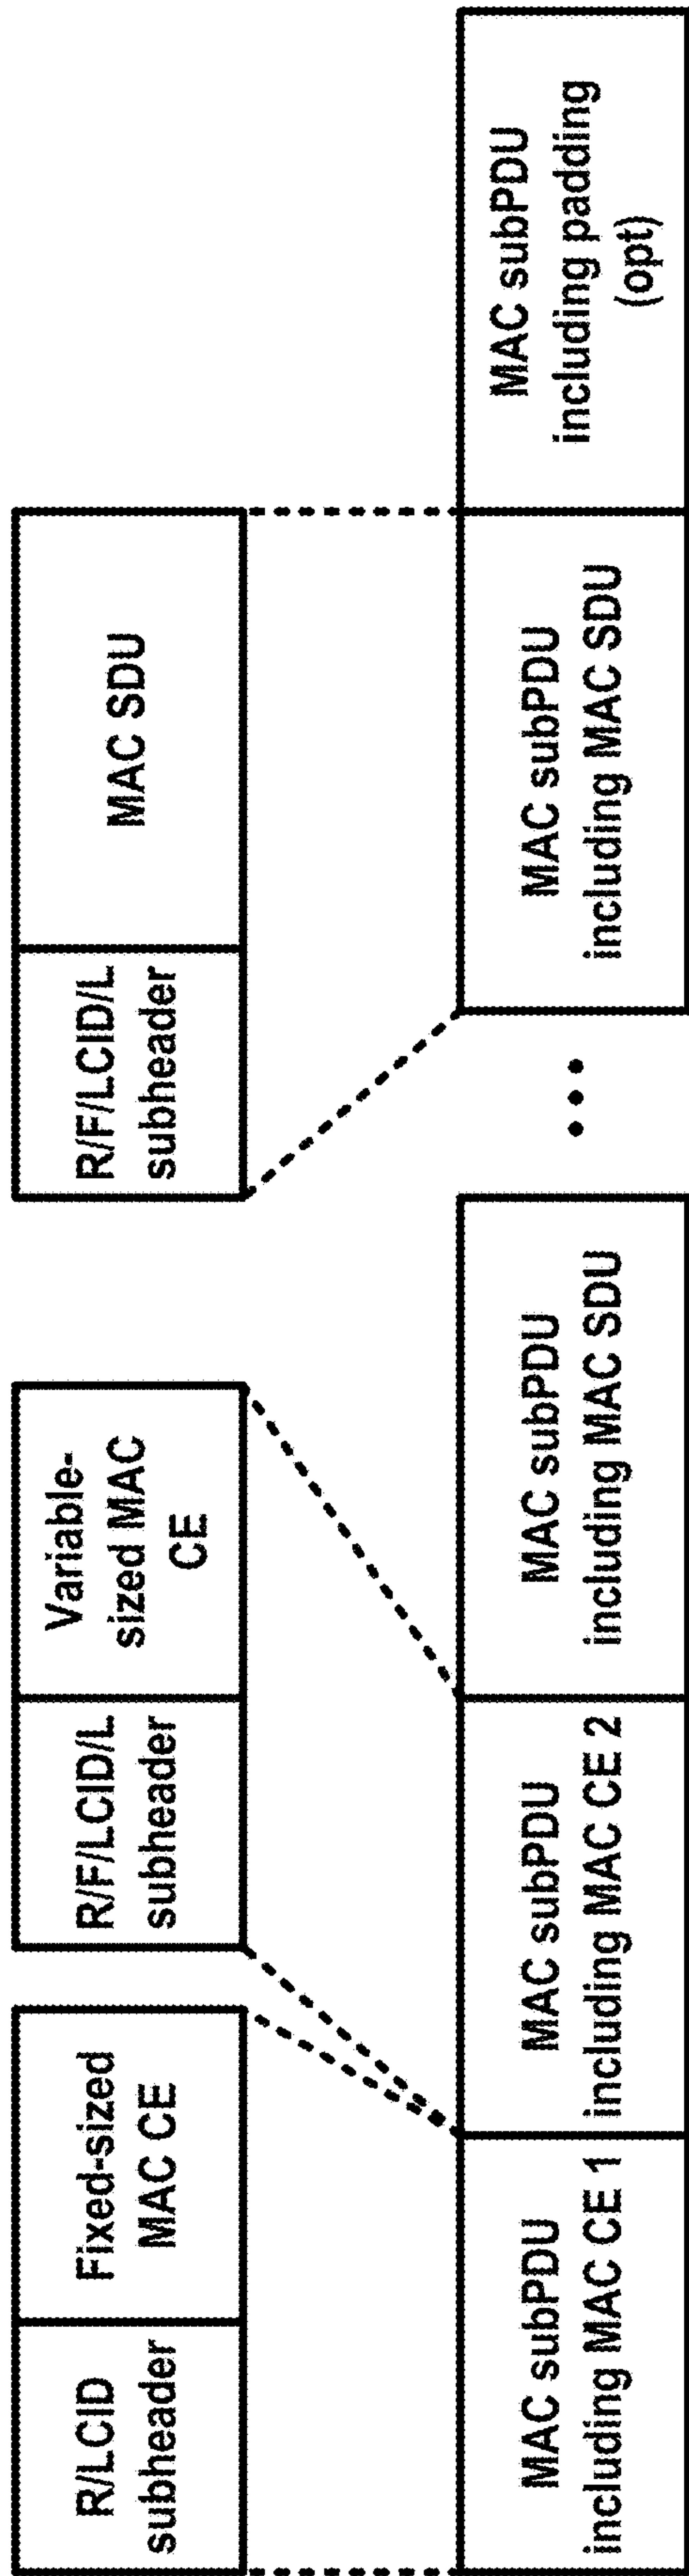 R/LCID
subheader
Fixed-sized
MAC CE
R/F/LCID/L
subheader
Variable-
sized MAC
CE
R/F/LCID/L
subheader
MAC SDU
MAC subPDU
including MAC CE 1
MAC subPDU
including MAC CE 2
MAC subPDU
including MAC SDU
...
MAC subPDU
including MAC SDU
MAC subPDU
including padding
(opt)